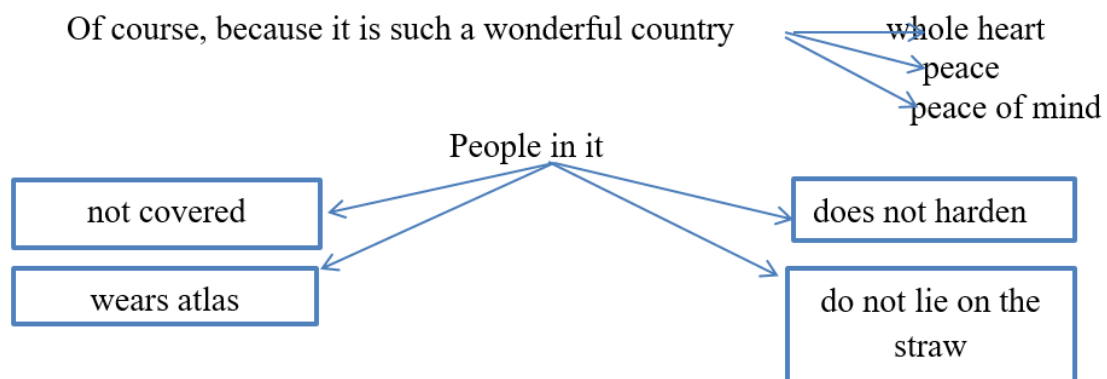 Of course, because it is such a wonderful country whole heart
peace
peace of mind
People in it
not covered
does not harden
wears atlas
do not lie on the
straw